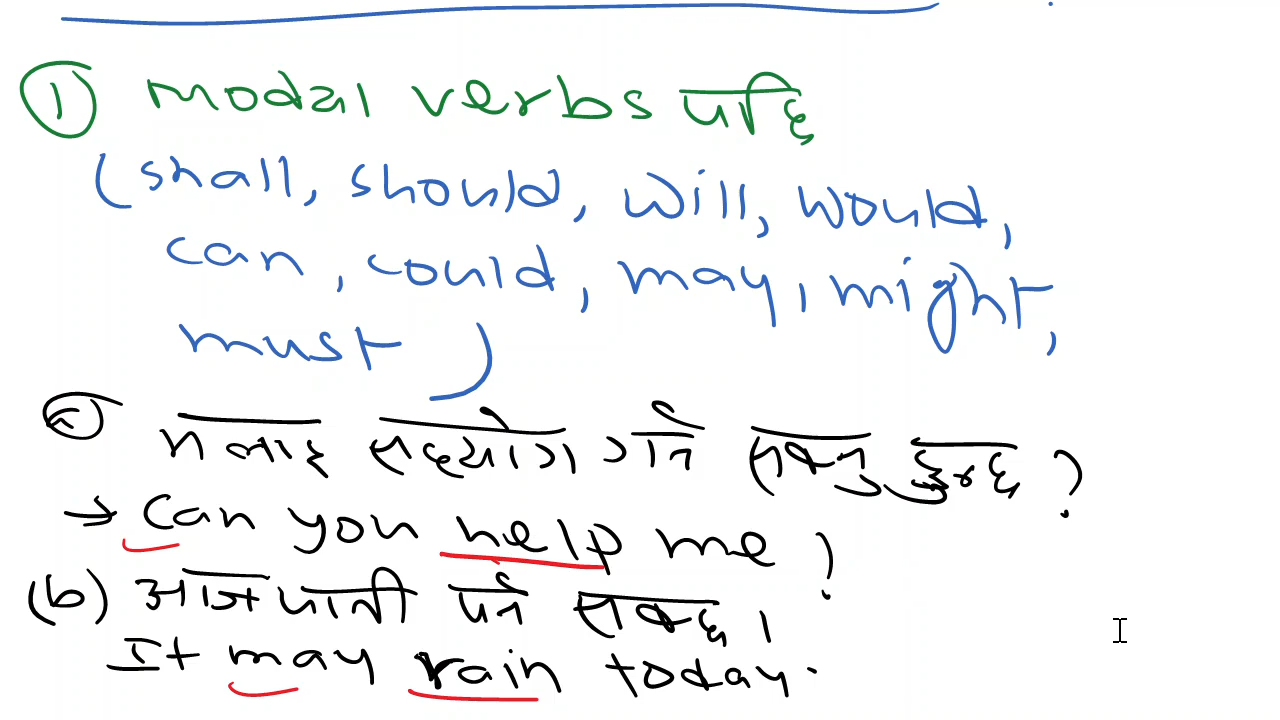 ① modal verbs पछि
(shall, should, will, would,
can, could, may, might,
must)
ⓐ मलाई सहयोग गर्न सक्नु हुन्छ ?
→ can you help me ?
(b) आज पानी पर्न सक्छ ।
It may rain today.